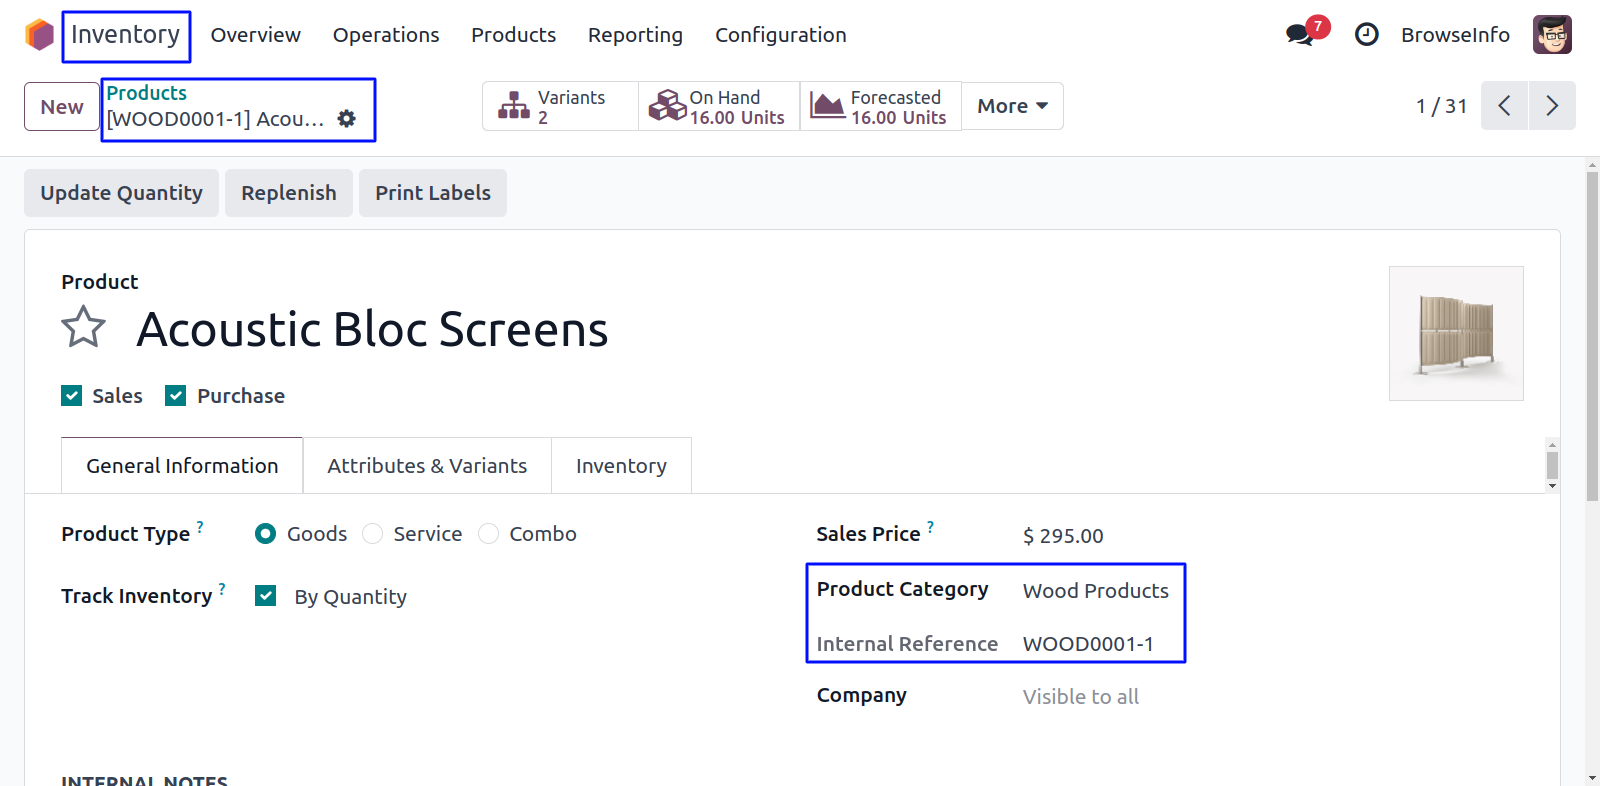 Inventory Overview Operations Products Reporting Configuration 7 BrowseInfo
New
Products
[WOOD0001-1] Acou...
Variants
2
On Hand
16.00 Units
Forecasted
16.00 Units
More
1 / 31
Update Quantity Replenish Print Labels
Product
Acoustic Bloc Screens
Sales Purchase
General Information Attributes & Variants Inventory
Product Type ? Goods Service Combo
Track Inventory ? By Quantity
Sales Price ? $ 295.00
Product Category Wood Products
Internal Reference WOOD0001-1
Company Visible to all
INTERNAL NOTES